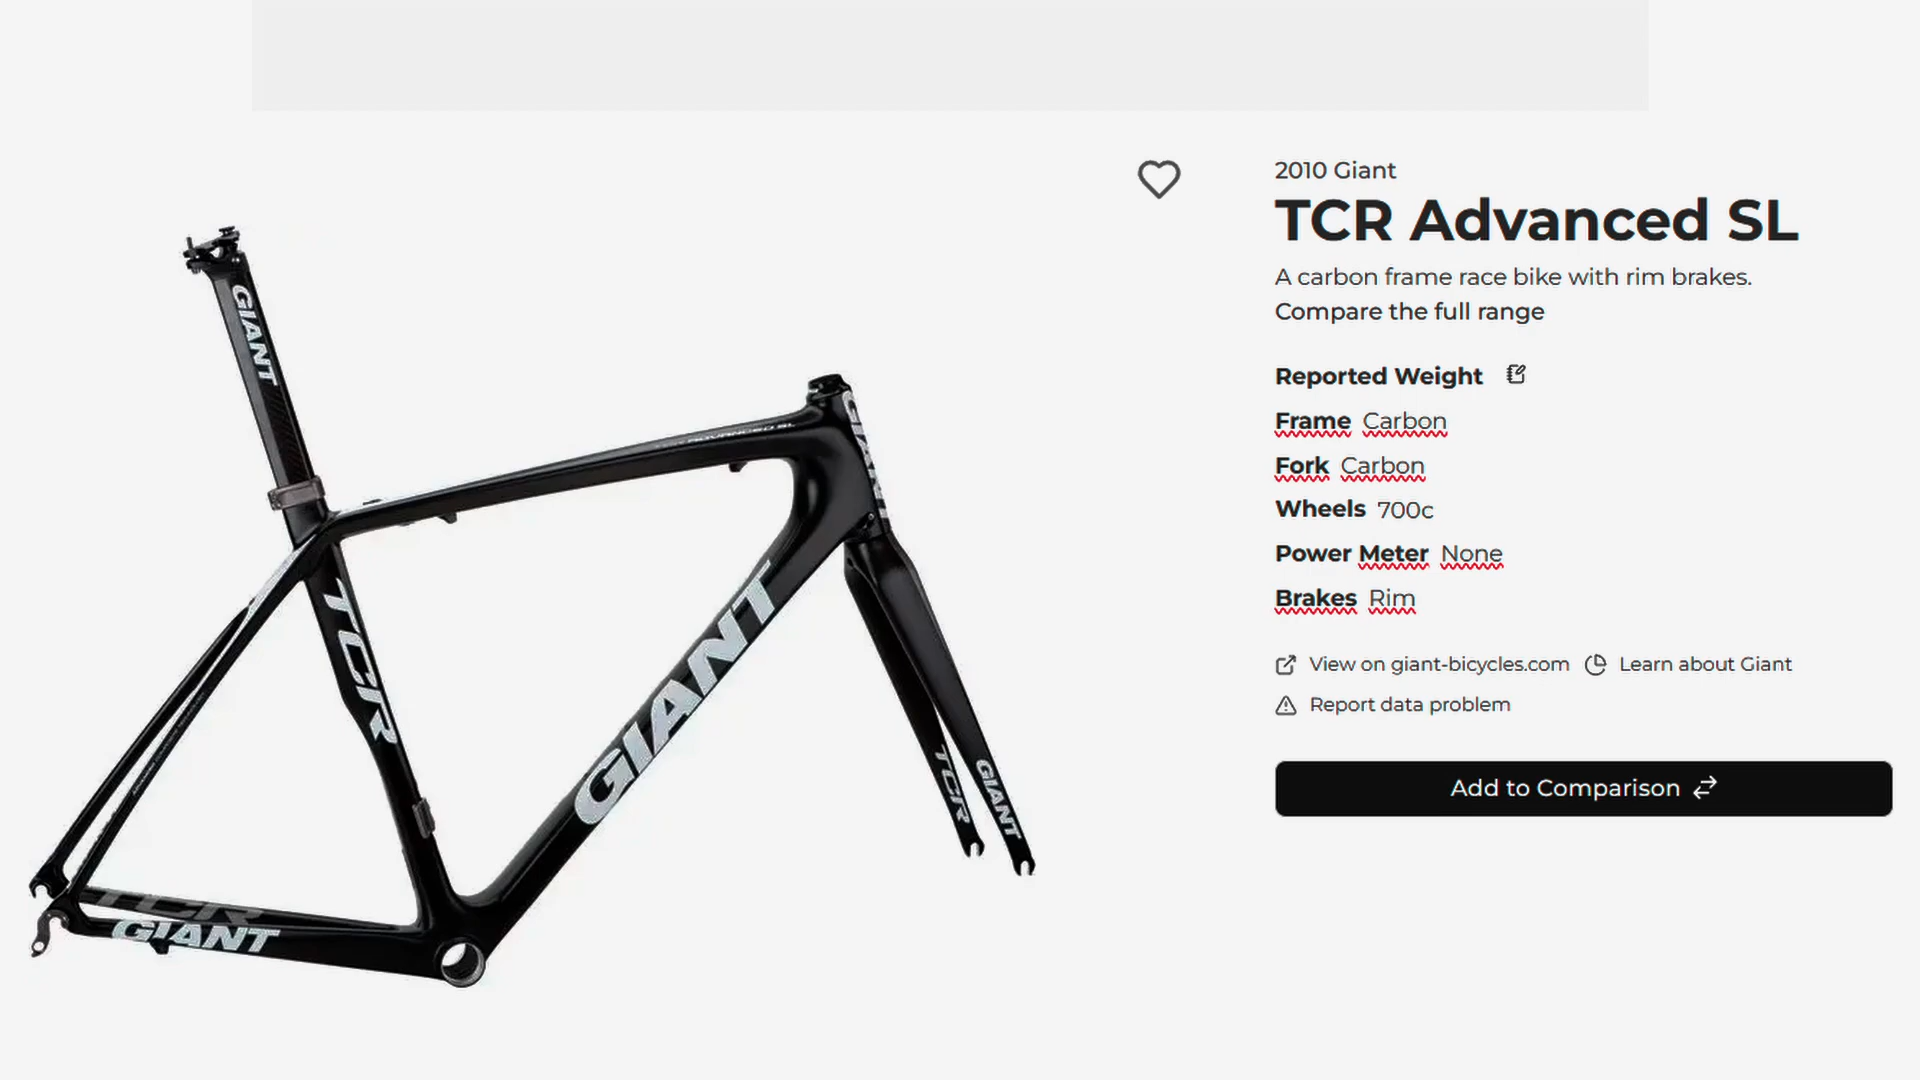 2010 Giant
TCR Advanced SL
A carbon frame race bike with rim brakes.
Compare the full range
Reported Weight
Frame Carbon
Fork Carbon
Wheels 700c
Power Meter None
Brakes Rim
View on giant-bicycles.com Learn about Giant
Report data problem
Add to Comparison
GIANT
ADVANCED SL
GIANT
TCR
GIANT
TCR
GIANT
TCR
GIANT